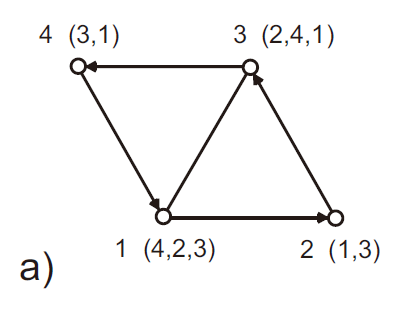 4 (3,1)
3 (2,4,1)
1 (4,2,3)
2 (1,3)
a)